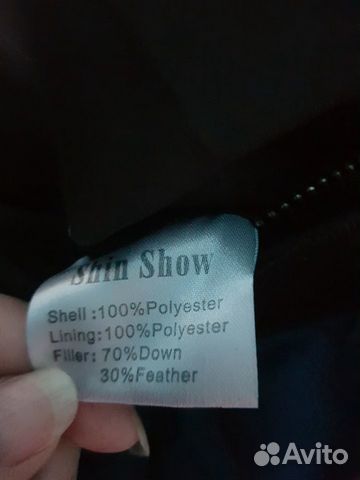 Shin Show
Shell :100%Polyester
Lining:100%Polyester
Filler: 70%Down
30%Feather
Avito